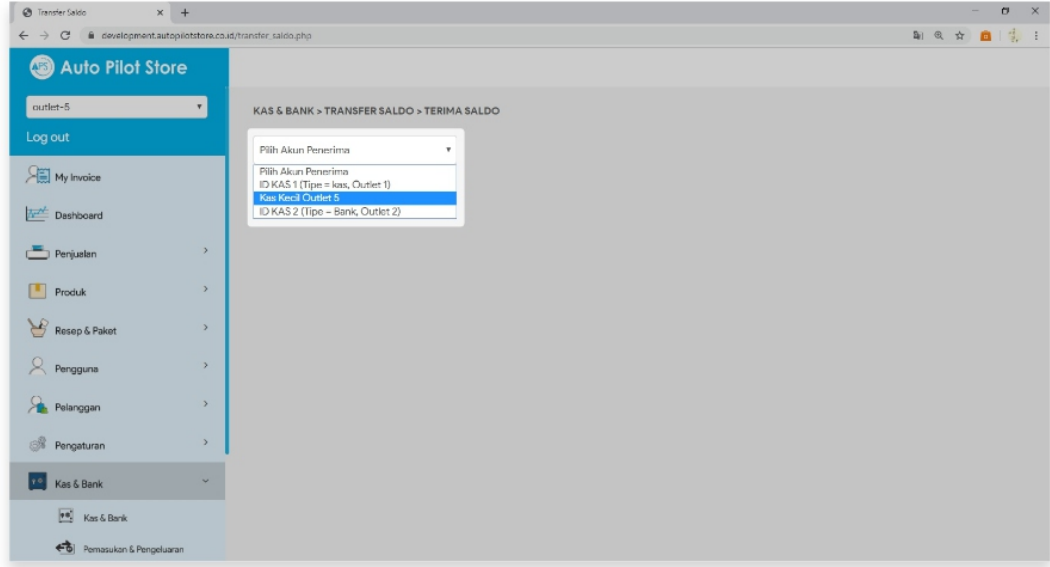 Transfer Saldo
development.autopilotstore.co.id/transfer_saldo.php
APS Auto Pilot Store
outlet-5
Log out
My Invoice
Dashboard
Penjualan
Produk
Resep & Paket
Pengguna
Pelanggan
Pengaturan
Kas & Bank
Kas & Bank
Pemasukan & Pengeluaran
KAS & BANK > TRANSFER SALDO > TERIMA SALDO
Pilih Akun Penerima
Pilih Akun Penerima
ID KAS 1 (Tipe = kas, Outlet 1)
Kas Kecil Outlet 5
ID KAS 2 (Tipe = Bank, Outlet 2)